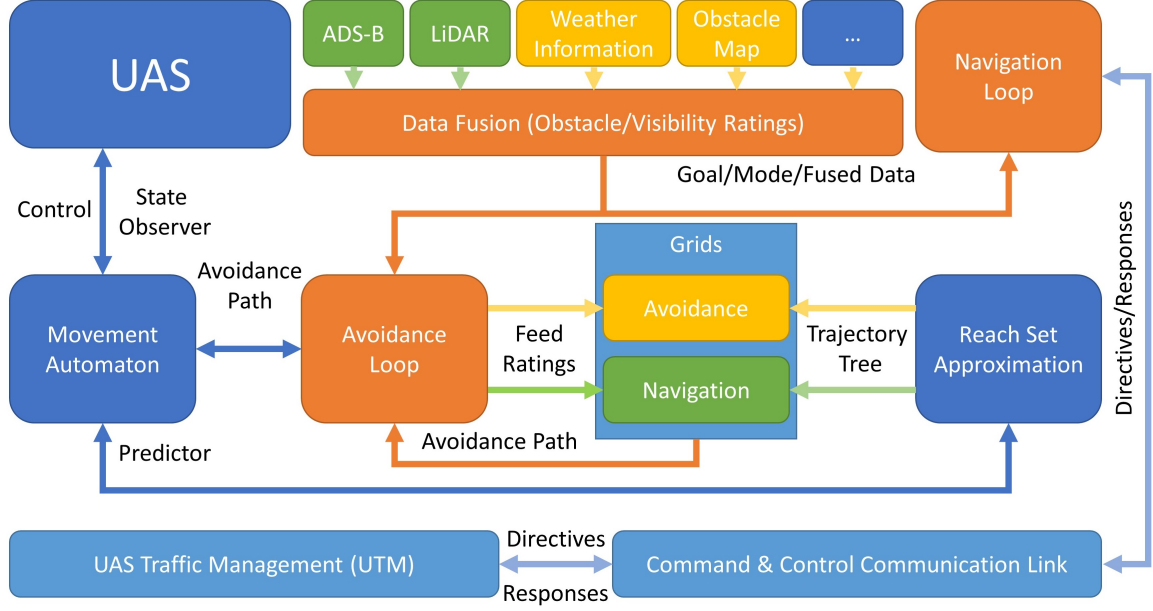 UAS
ADS-B
LiDAR
Weather
Information
Obstacle
Map
...
Navigation
Loop
Data Fusion (Obstacle/Visibility Ratings)
Goal/Mode/Fused Data
Control
State
Observer
Grids
Avoidance
Path
Movement
Automaton
Avoidance
Loop
Feed
Ratings
Avoidance
Navigation
Trajectory
Tree
Reach Set
Approximation
Directives/Responses
Predictor
Avoidance Path
UAS Traffic Management (UTM)
Directives
Responses
Command & Control Communication Link